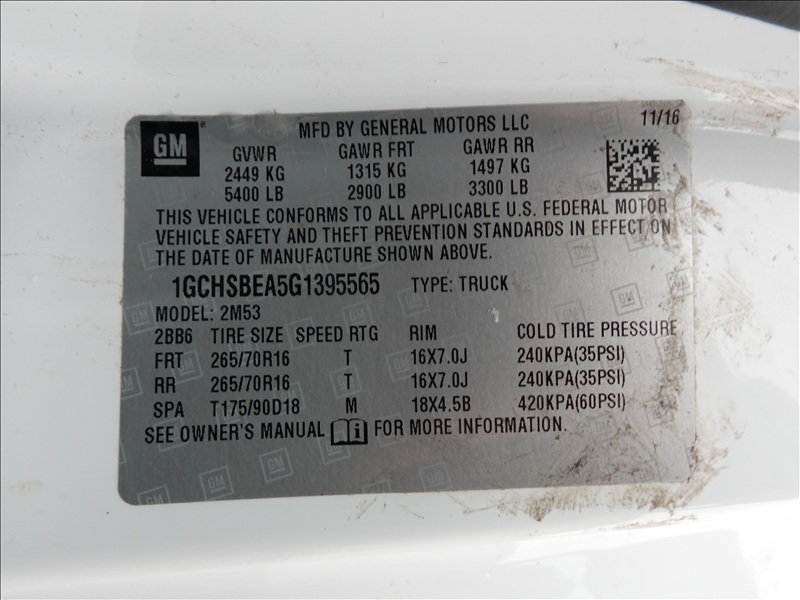 GM
MFD BY GENERAL MOTORS LLC 11/16
GVWR GAWR FRT GAWR RR
2449 KG 1315 KG 1497 KG
5400 LB 2900 LB 3300 LB
THIS VEHICLE CONFORMS TO ALL APPLICABLE U.S. FEDERAL MOTOR
VEHICLE SAFETY AND THEFT PREVENTION STANDARDS IN EFFECT ON
THE DATE OF MANUFACTURE SHOWN ABOVE.
1GCHSBEA5G1395565 TYPE: TRUCK
MODEL: 2M53
2BB6 TIRE SIZE SPEED RTG RIM COLD TIRE PRESSURE
FRT 265/70R16 T 16X7.0J 240KPA(35PSI)
RR 265/70R16 T 16X7.0J 240KPA(35PSI)
SPA T175/90D18 M 18X4.5B 420KPA(60PSI)
SEE OWNER'S MANUAL FOR MORE INFORMATION.